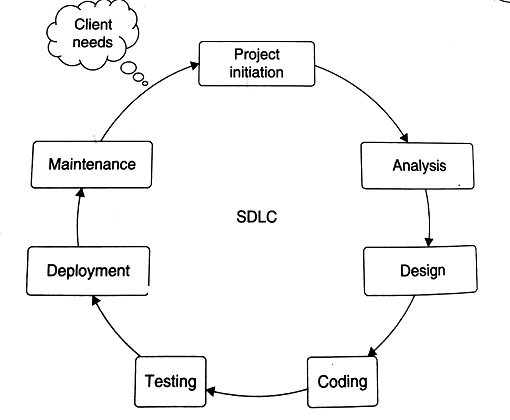 Client
needs
Project
initiation
Maintenance
Analysis
SDLC
Deployment
Design
Testing
Coding